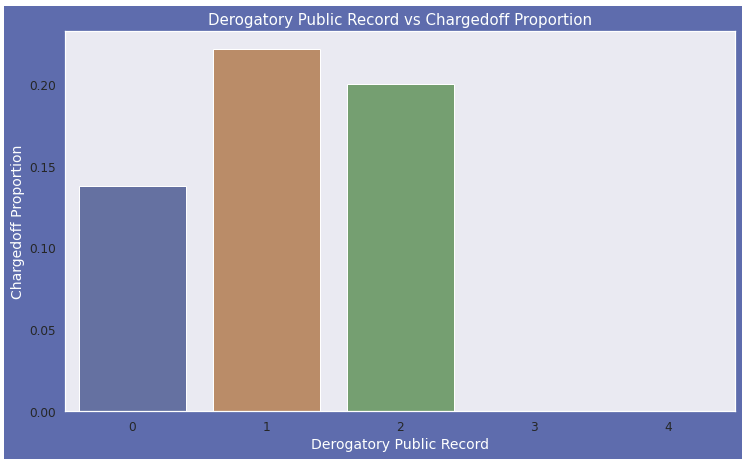 Derogatory Public Record vs Chargedoff Proportion
Chargedoff Proportion
0.20
0.15
0.10
0.05
0.00
0 1 2 3 4
Derogatory Public Record